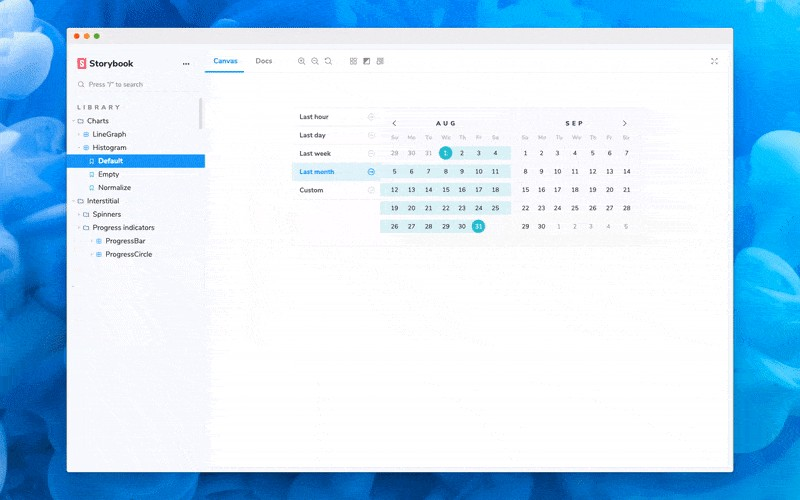 Storybook
Press "/" to search
LIBRARY
Charts
LineGraph
Histogram
Default
Empty
Normalize
Interstitial
Spinners
Progress indicators
ProgressBar
ProgressCircle
Canvas
Docs
Last hour
Last day
Last week
Last month
Custom
AUG
Su Mo Tu We Tb Fr Sa
29 30 31 1 2 3 4
5 6 7 8 9 10 11
12 13 14 15 16 17 18
19 20 21 22 23 24 25
26 27 28 29 30 31
SEP
Su Mo Tu We Th Fr Sa
1 2 3 4 5 6 7
8 9 10 11 12 13 14
15 16 17 18 19 20 21
22 23 24 25 26 27 28
29 30 1 2 3 4 5